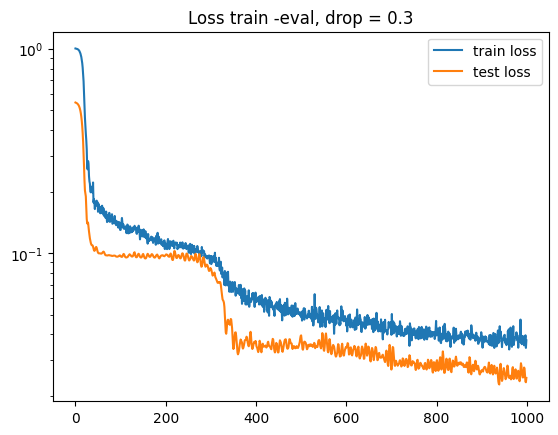 Loss train -eval, drop = 0.3
train loss
test loss
10⁰
10⁻¹
0 200 400 600 800 1000